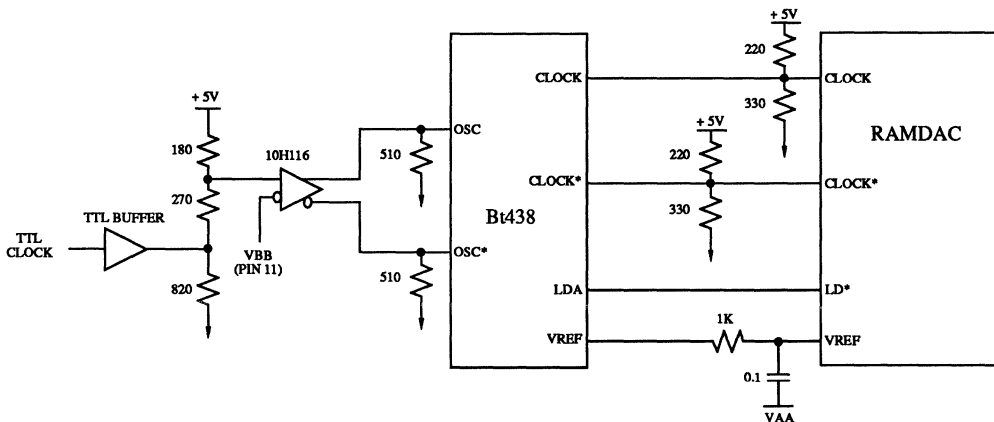 + 5V
220
CLOCK
CLOCK
330
+ 5V
180
10H116
OSC
510
+ 5V
220
RAMDAC
270
CLOCK*
CLOCK*
330
Bt438
TTL BUFFER
TTL
CLOCK
VBB
(PIN 11)
OSC*
510
820
LDA
LD*
1K
VREF
VREF
0.1
VAA